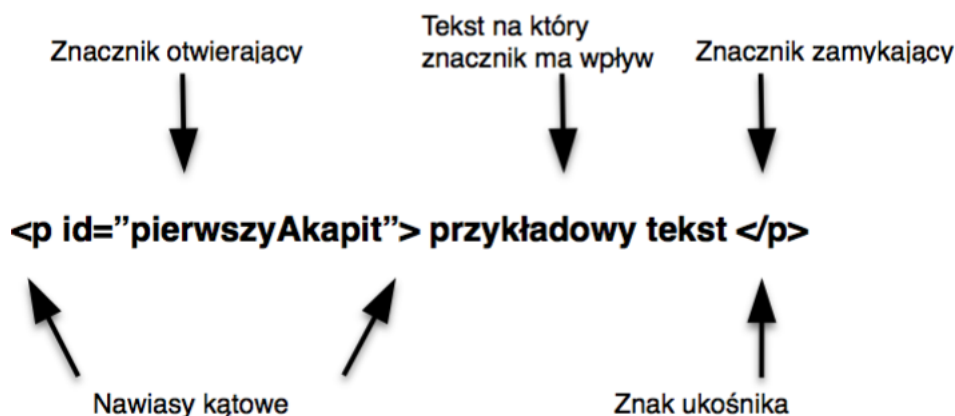 Znacznik otwierający
Tekst na który
znacznik ma wpływ
Znacznik zamykający
<p id=”pierwszyAkapit”> przykładowy tekst </p>
Nawiasy kątowe
Znak ukośnika